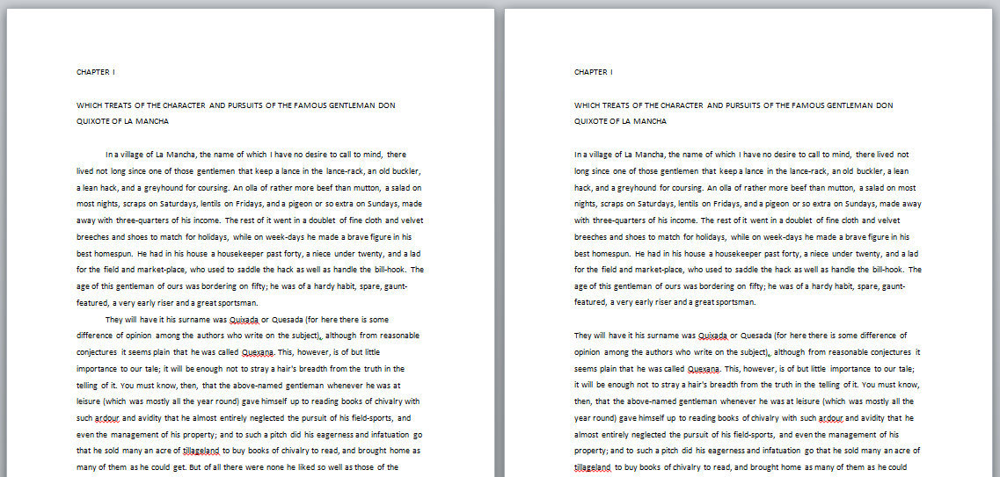 CHAPTER I
WHICH TREATS OF THE CHARACTER AND PURSUITS OF THE FAMOUS GENTLEMAN DON
QUIXOTE OF LA MANCHA
In a village of La Mancha, the name of which I have no desire to call to mind, there
lived not long since one of those gentlemen that keep a lance in the lance-rack, an old buckler,
a lean hack, and a greyhound for coursing. An olla of rather more beef than mutton, a salad on
most nights, scraps on Saturdays, lentils on Fridays, and a pigeon or so extra on Sundays, made
away with three-quarters of his income. The rest of it went in a doublet of fine cloth and velvet
breeches and shoes to match for holidays, while on week-days he made a brave figure in his
best homespun. He had in his house a housekeeper past forty, a niece under twenty, and a lad
for the field and market-place, who used to saddle the hack as well as handle the bill-hook. The
age of this gentleman of ours was bordering on fifty; he was of a hardy habit, spare, gaunt-
featured, a very early riser and a great sportsman.
They will have it his surname was Quixada or Quesada (for here there is some
difference of opinion among the authors who write on the subject), although from reasonable
conjectures it seems plain that he was called Quexana. This, however, is of but little
importance to our tale; it will be enough not to stray a hair's breadth from the truth in the
telling of it. You must know, then, that the above-named gentleman whenever he was at
leisure (which was mostly all the year round) gave himself up to reading books of chivalry with
such ardour and avidity that he almost entirely neglected the pursuit of his field-sports, and
even the management of his property; and to such a pitch did his eagerness and infatuation go
that he sold many an acre of tillageland to buy books of chivalry to read, and brought home as
many of them as he could get. But of all there were none he liked so well as those of the
CHAPTER I
WHICH TREATS OF THE CHARACTER AND PURSUITS OF THE FAMOUS GENTLEMAN DON
QUIXOTE OF LA MANCHA
In a village of La Mancha, the name of which I have no desire to call to mind, there lived not
long since one of those gentlemen that keep a lance in the lance-rack, an old buckler, a lean
hack, and a greyhound for coursing. An olla of rather more beef than mutton, a salad on most
nights, scraps on Saturdays, lentils on Fridays, and a pigeon or so extra on Sundays, made away
with three-quarters of his income. The rest of it went in a doublet of fine cloth and velvet
breeches and shoes to match for holidays, while on week-days he made a brave figure in his
best homespun. He had in his house a housekeeper past forty, a niece under twenty, and a lad
for the field and market-place, who used to saddle the hack as well as handle the bill-hook. The
age of this gentleman of ours was bordering on fifty; he was of a hardy habit, spare, gaunt-
featured, a very early riser and a great sportsman.
They will have it his surname was Quixada or Quesada (for here there is some difference of
opinion among the authors who write on the subject), although from reasonable conjectures it
seems plain that he was called Quexana. This, however, is of but little importance to our tale;
it will be enough not to stray a hair's breadth from the truth in the telling of it. You must know,
then, that the above-named gentleman whenever he was at leisure (which was mostly all the
year round) gave himself up to reading books of chivalry with such ardour and avidity that he
almost entirely neglected the pursuit of his field-sports, and even the management of his
property; and to such a pitch did his eagerness and infatuation go that he sold many an acre of
tillageland to buy books of chivalry to read, and brought home as many of them as he could